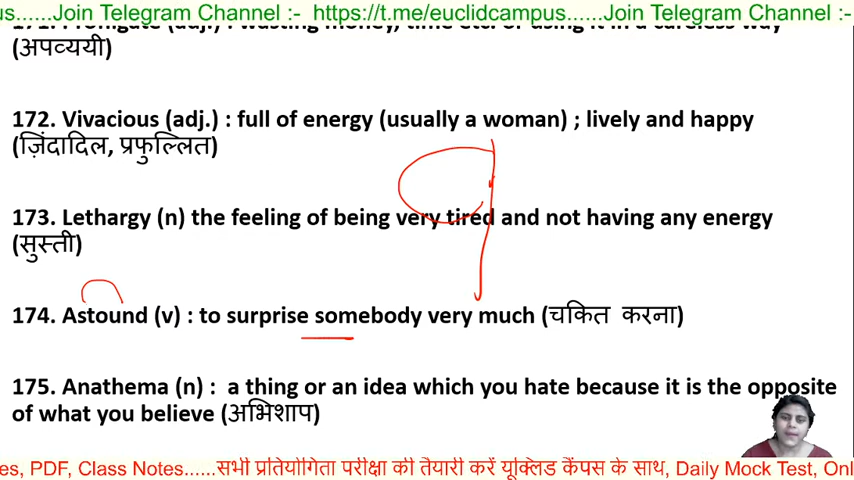 us......Join Telegram Channel :- https://t.me/euclidcampus......Join Telegram Channel :-
(अपव्ययी)
172. Vivacious (adj.) : full of energy (usually a woman) ; lively and happy
(ज़िंदादिल, प्रफुल्लित)
173. Lethargy (n) the feeling of being very tired and not having any energy
(सुस्ती)
174. Astound (v) : to surprise somebody very much (चकित करना)
175. Anathema (n) : a thing or an idea which you hate because it is the opposite
of what you believe (अभिशाप)
es, PDF, Class Notes......सभी प्रतियोगिता परीक्षा की तैयारी करें यूक्लिड कैंपस के साथ, Daily Mock Test, Onl